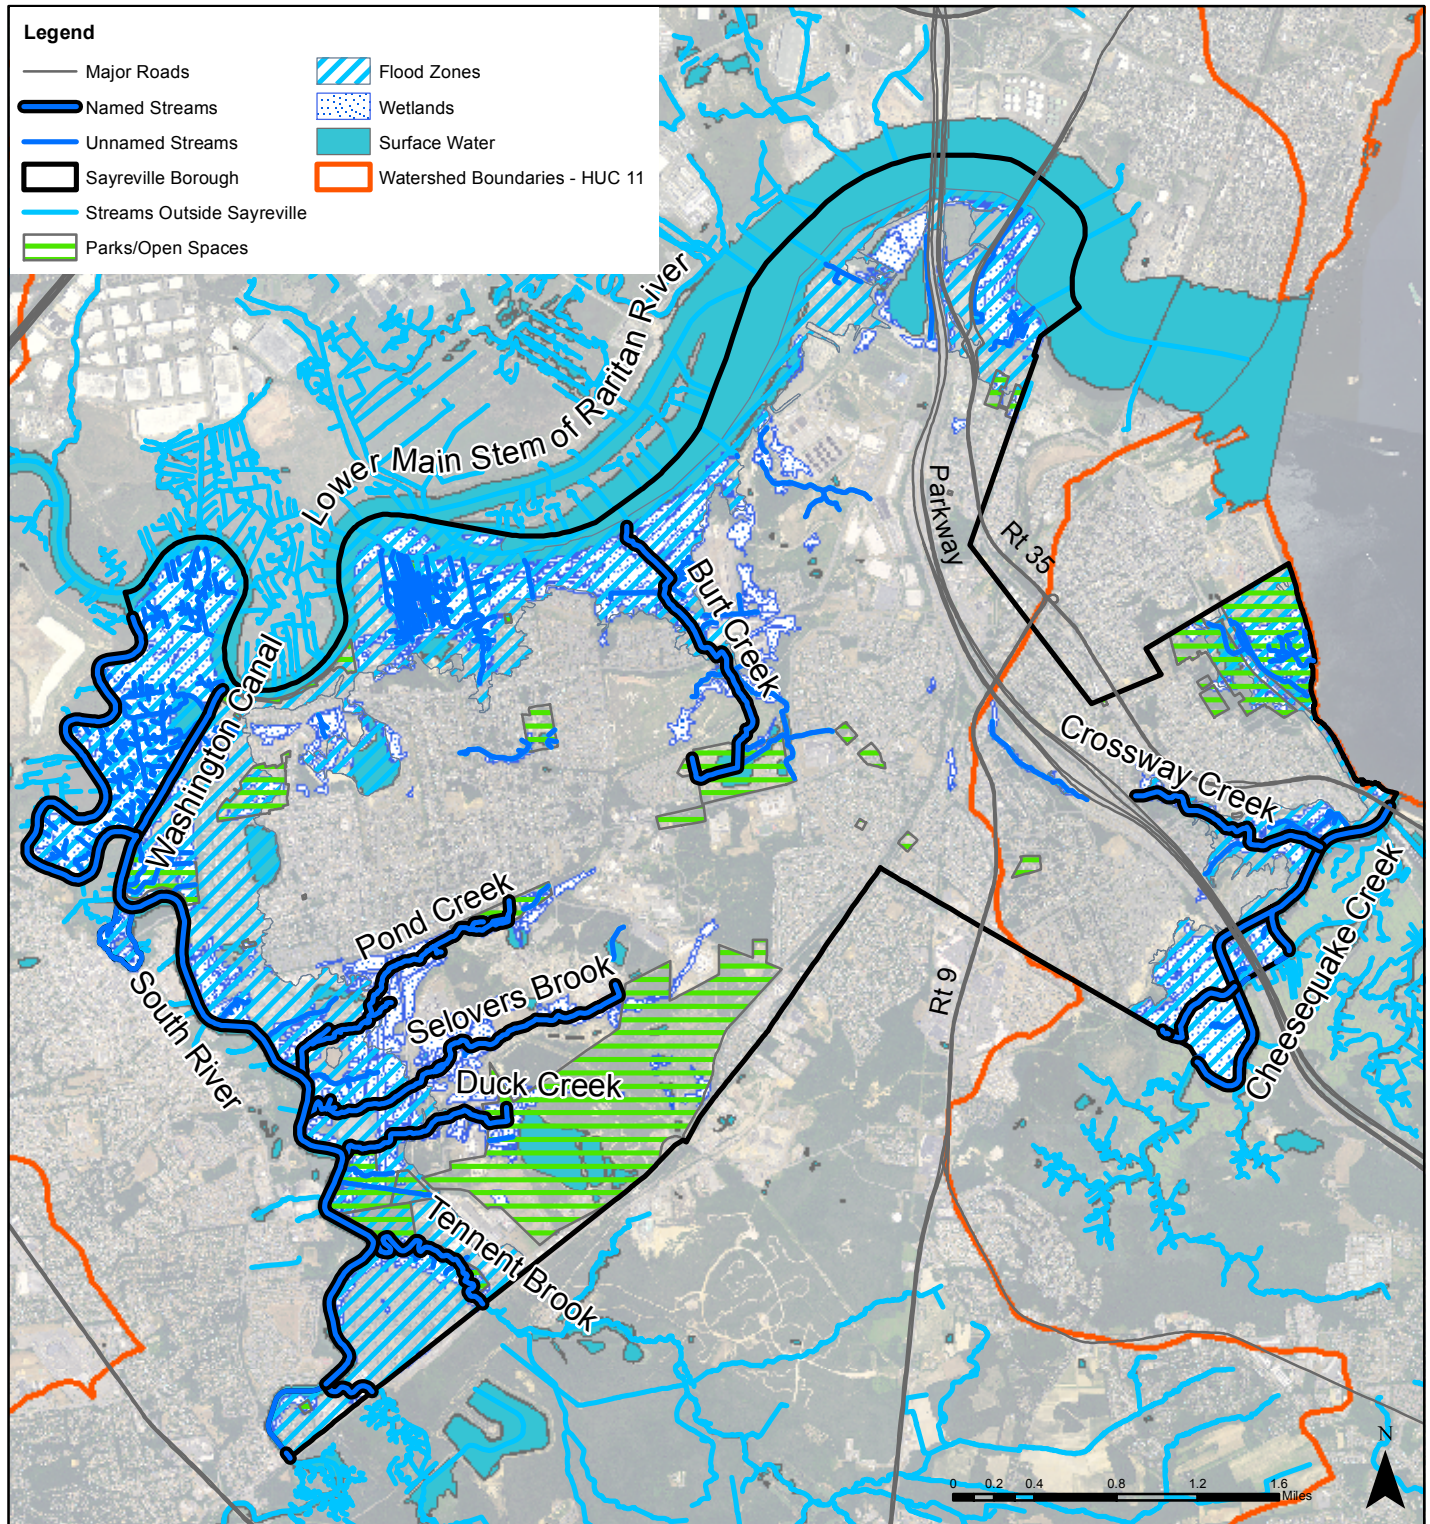 Legend
Major Roads
Named Streams
Unnamed Streams
Sayreville Borough
Streams Outside Sayreville
Parks/Open Spaces
Flood Zones
Wetlands
Surface Water
Watershed Boundaries - HUC 11
Lower Main Stem of Raritan River
Parkway
Rt 35
Burt Creek
Washington Canal
Crossway Creek
Pond Creek
Cheesequake Creek
Selovers Brook
South River
Rt 9
Duck Creek
Tennent Brook
N
0 0.2 0.4 0.8 1.2 1.6
Miles